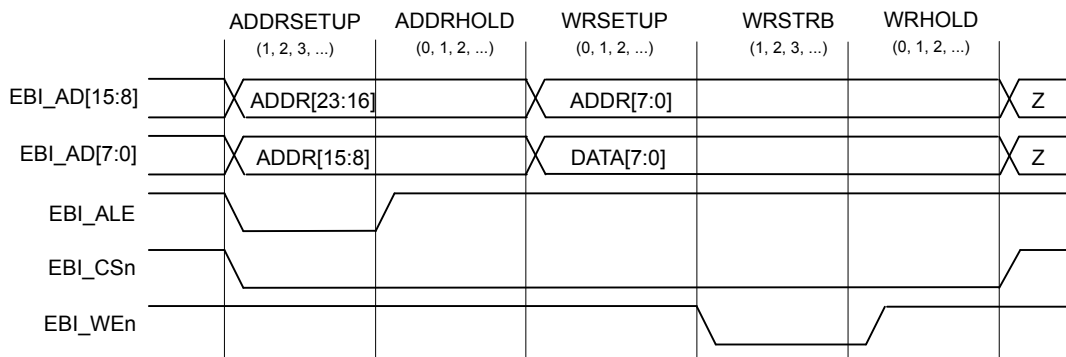 ADDRSETUP ADDRHOLD WRSETUP WRSTRB WRHOLD
(1, 2, 3, ...) (0, 1, 2, ...) (0, 1, 2, ...) (1, 2, 3, ...) (0, 1, 2, ...)
EBI_AD[15:8] ADDR[23:16] ADDR[7:0] Z
EBI_AD[7:0] ADDR[15:8] DATA[7:0] Z
EBI_ALE
EBI_CSn
EBI_WEn